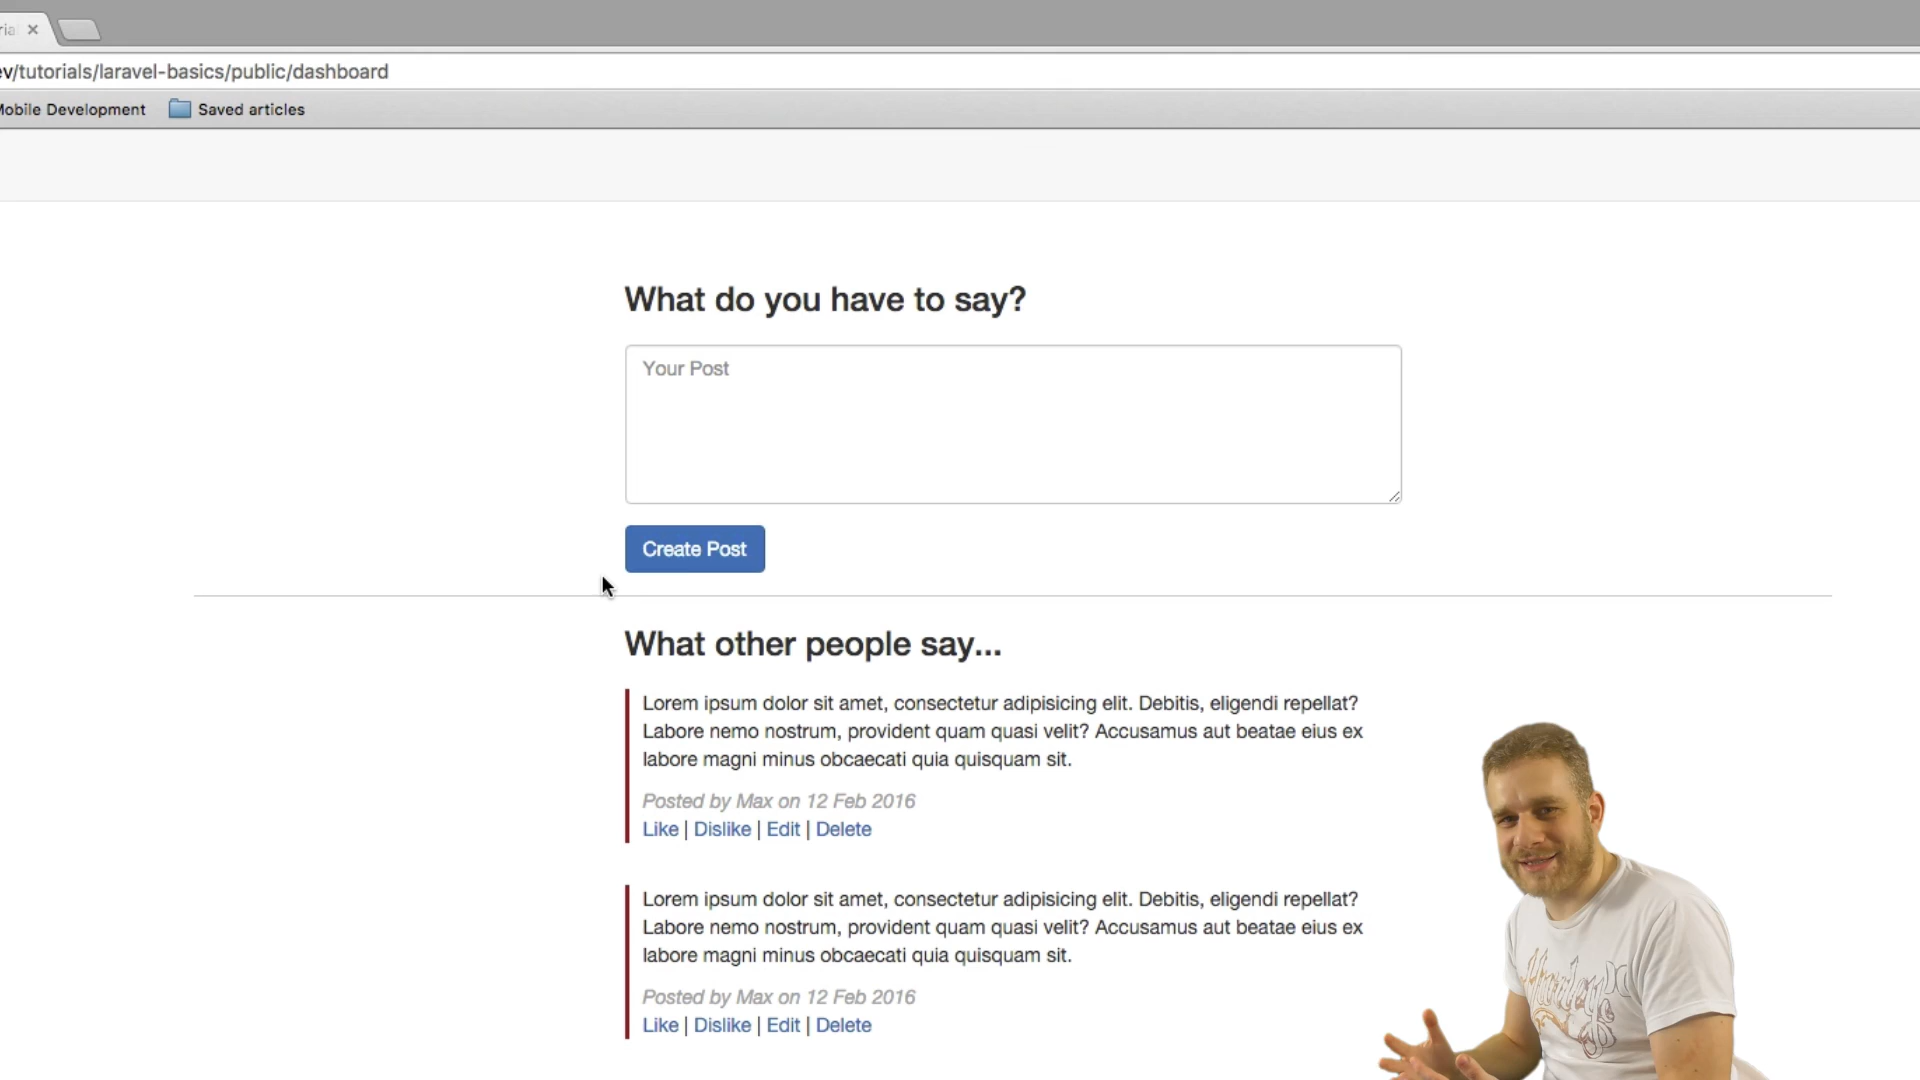 ria
ev/tutorials/laravel-basics/public/dashboard
Mobile Development Saved articles
What do you have to say?
Your Post
Create Post
What other people say...
Lorem ipsum dolor sit amet, consectetur adipisicing elit. Debitis, eligendi repellat?
Labore nemo nostrum, provident quam quasi velit? Accusamus aut beatae eius ex
labore magni minus obcaecati quia quisquam sit.
Posted by Max on 12 Feb 2016
Like | Dislike | Edit | Delete
Lorem ipsum dolor sit amet, consectetur adipisicing elit. Debitis, eligendi repellat?
Labore nemo nostrum, provident quam quasi velit? Accusamus aut beatae eius ex
labore magni minus obcaecati quia quisquam sit.
Posted by Max on 12 Feb 2016
Like | Dislike | Edit | Delete